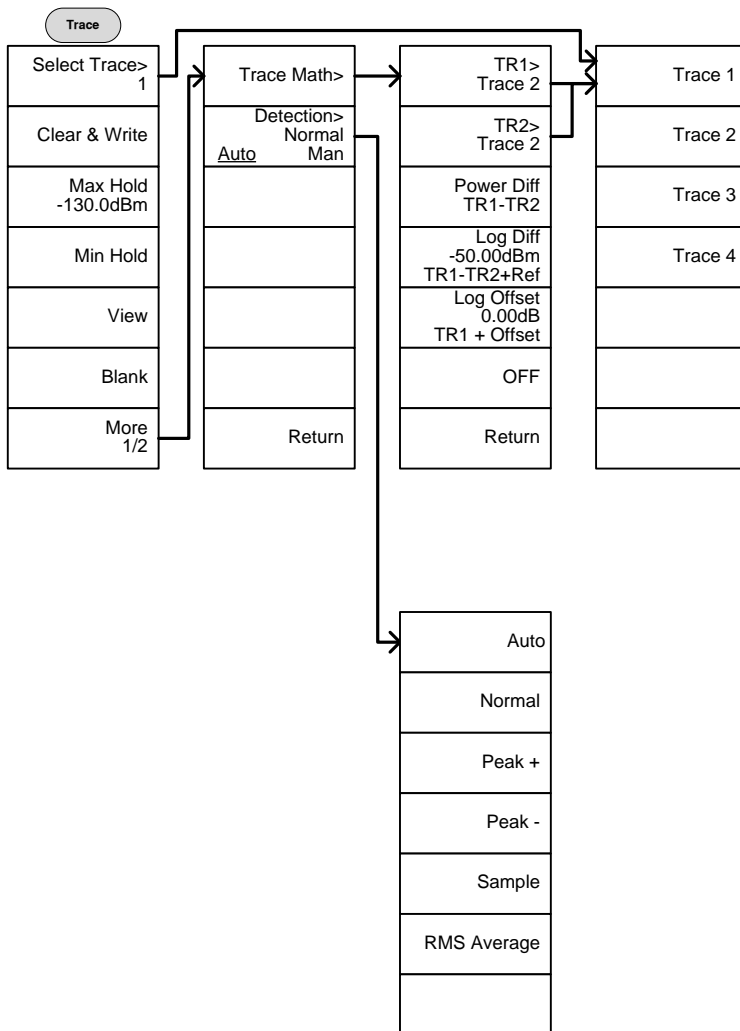 Trace
Select Trace>
1
Clear & Write
Max Hold
-130.0dBm
Min Hold
View
Blank
More
1/2
Trace Math>
Detection>
Normal
Auto Man
Return
TR1>
Trace 2
TR2>
Trace 2
Power Diff
TR1-TR2
Log Diff
-50.00dBm
TR1-TR2+Ref
Log Offset
0.00dB
TR1 + Offset
OFF
Return
Trace 1
Trace 2
Trace 3
Trace 4
Auto
Normal
Peak +
Peak -
Sample
RMS Average